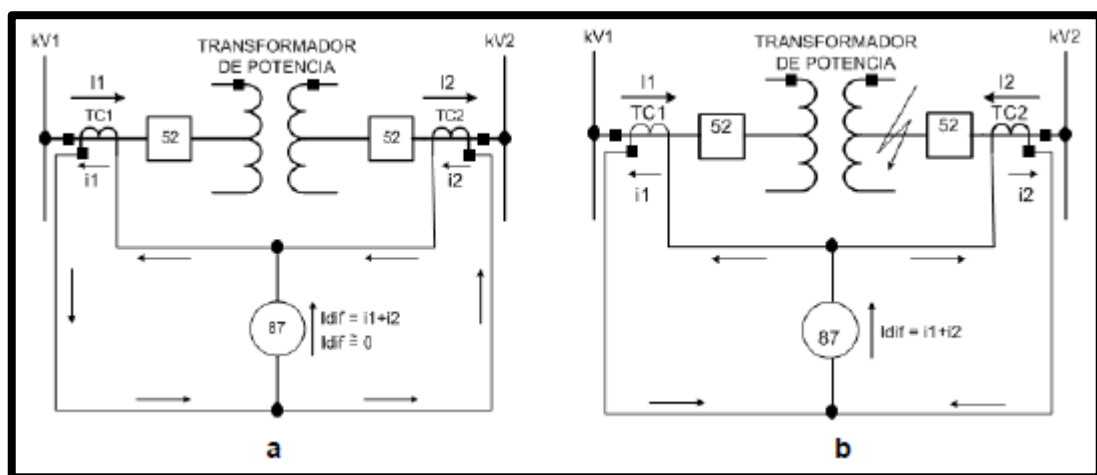 kV1
TRANSFORMADOR
DE POTENCIA
kV2
I1
I2
TC1
52
52
TC2
i1
i2
87
Idif = i1+i2
Idif ≅ 0
a
kV1
TRANSFORMADOR
DE POTENCIA
kV2
I1
I2
TC1
52
52
TC2
i1
i2
87
Idif = i1+i2
b